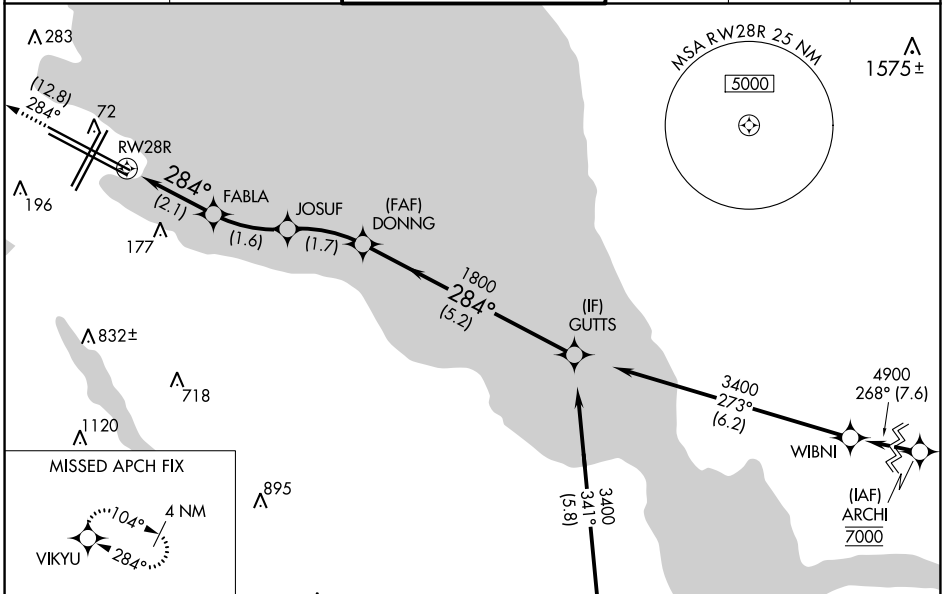 283
(12.8)
284°
72
RW28R
196
177
284°
(2.1)
FABLA
(1.6)
JOSUF
(1.7)
(FAF)
DONNG
1800
284°
(5.2)
(IF)
GUTTS
MSA RW28R 25 NM
5000
1575±
3400
273°
(6.2)
WIBNI
4900
268° (7.6)
(IAF)
ARCHI
7000
3400
341°
(5.8)
832±
718
1120
895
MISSED APCH FIX
104°
4 NM
284°
VIKYU